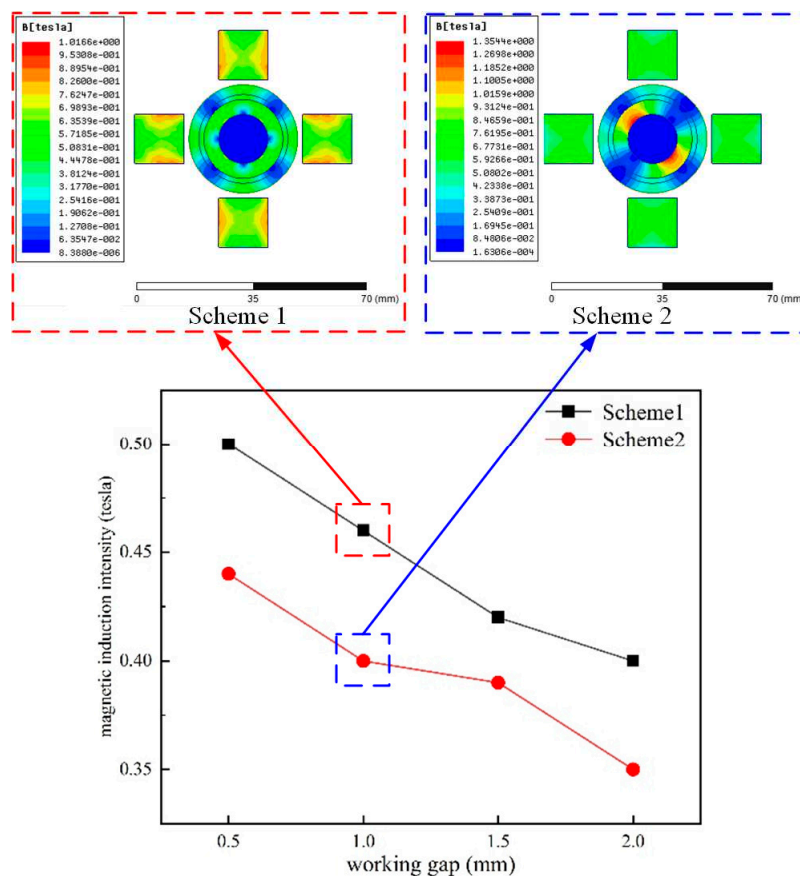 B[tesla]
1.0166e+000
9.5308e-001
8.8954e-001
8.2600e-001
7.6247e-001
6.9893e-001
6.3539e-001
5.7185e-001
5.0831e-001
4.4478e-001
3.8124e-001
3.1770e-001
2.5416e-001
1.9062e-001
1.2708e-001
6.3547e-002
8.3880e-006
0 35 70 (mm)
Scheme 1
B[tesla]
1.3544e+000
1.2698e+000
1.1852e+000
1.1005e+000
1.0159e+000
9.3124e-001
8.4659e-001
7.6195e-001
6.7731e-001
5.9266e-001
5.0802e-001
4.2338e-001
3.3873e-001
2.5409e-001
1.6945e-001
8.4806e-002
1.6306e-004
0 35 70 (mm)
Scheme 2
Scheme1
Scheme2
magnetic induction intensity (tesla)
0.50
0.45
0.40
0.35
0.5 1.0 1.5 2.0
working gap (mm)